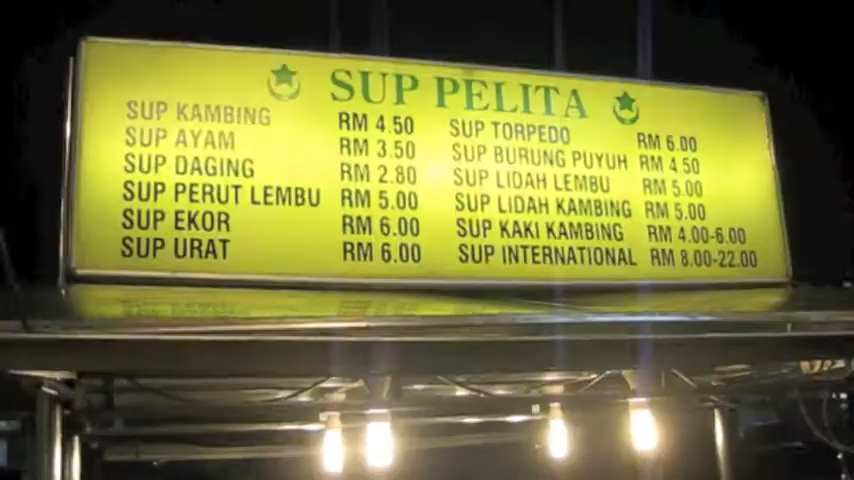 SUP PELITA
SUP KAMBING RM 4.50
SUP AYAM RM 3.50
SUP DAGING RM 2.80
SUP PERUT LEMBU RM 5.00
SUP EKOR RM 6.00
SUP URAT RM 6.00
SUP TORPEDO RM 6.00
SUP BURUNG PUYUH RM 4.50
SUP LIDAH LEMBU RM 5.00
SUP LIDAH KAMBING RM 5.00
SUP KAKI KAMBING RM 4.00-6.00
SUP INTERNATIONAL RM 8.00-22.00